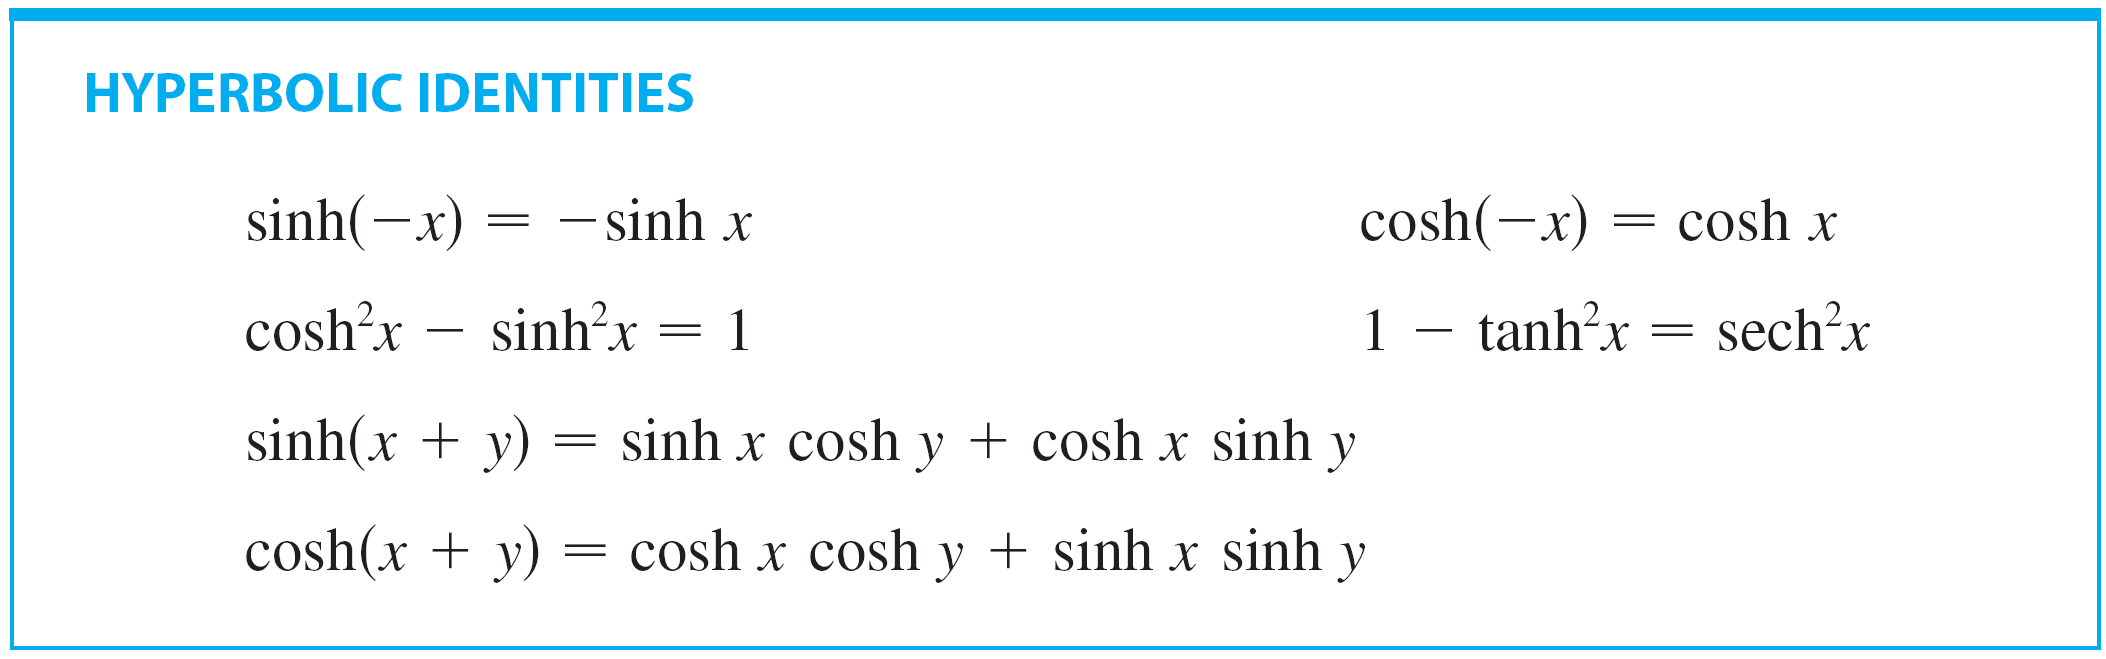 HYPERBOLIC IDENTITIES
sinh(−x) = −sinh x cosh(−x) = cosh x
cosh²x − sinh²x = 1 1 − tanh²x = sech²x
sinh(x + y) = sinh x cosh y + cosh x sinh y
cosh(x + y) = cosh x cosh y + sinh x sinh y